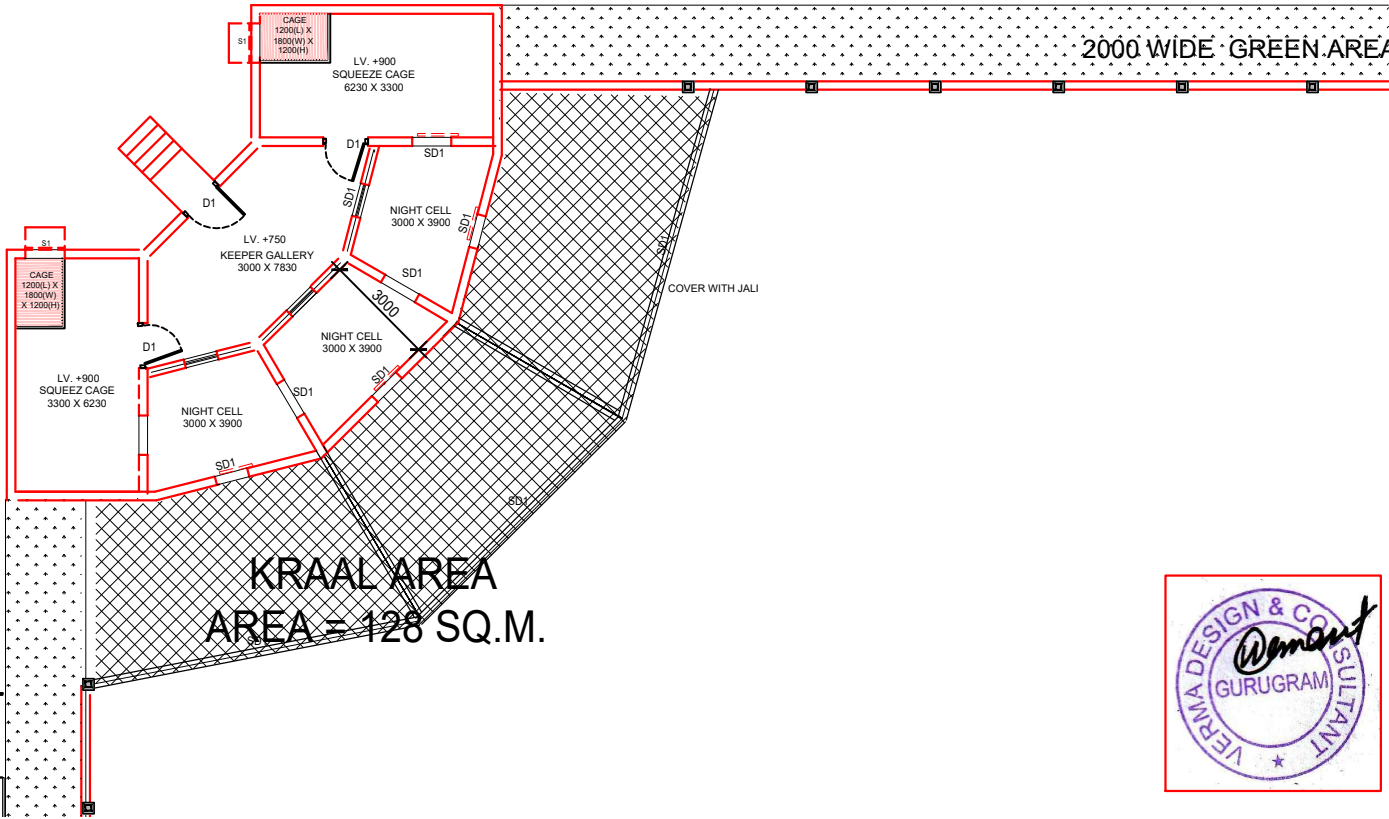 CAGE
1200(L) X
1800(W) X
1200(H)
S1
LV. +900
SQUEEZE CAGE
6230 X 3300
2000 WIDE GREEN AREA
D1
SD1
SD1
NIGHT CELL
3000 X 3900
SD1
D1
S1
LV. +750
KEEPER GALLERY
3000 X 7830
SD1
SD1
CAGE
1200(L) X
1800(W)
X 1200(H)
3000
COVER WITH JALI
NIGHT CELL
3000 X 3900
D1
SD1
LV. +900
SQUEEZ CAGE
3300 X 6230
SD1
NIGHT CELL
3000 X 3900
SD1
SD1
KRAAL AREA
AREA = 128 SQ.M.
VERMA DESIGN & CONSULTANT
GURUGRAM